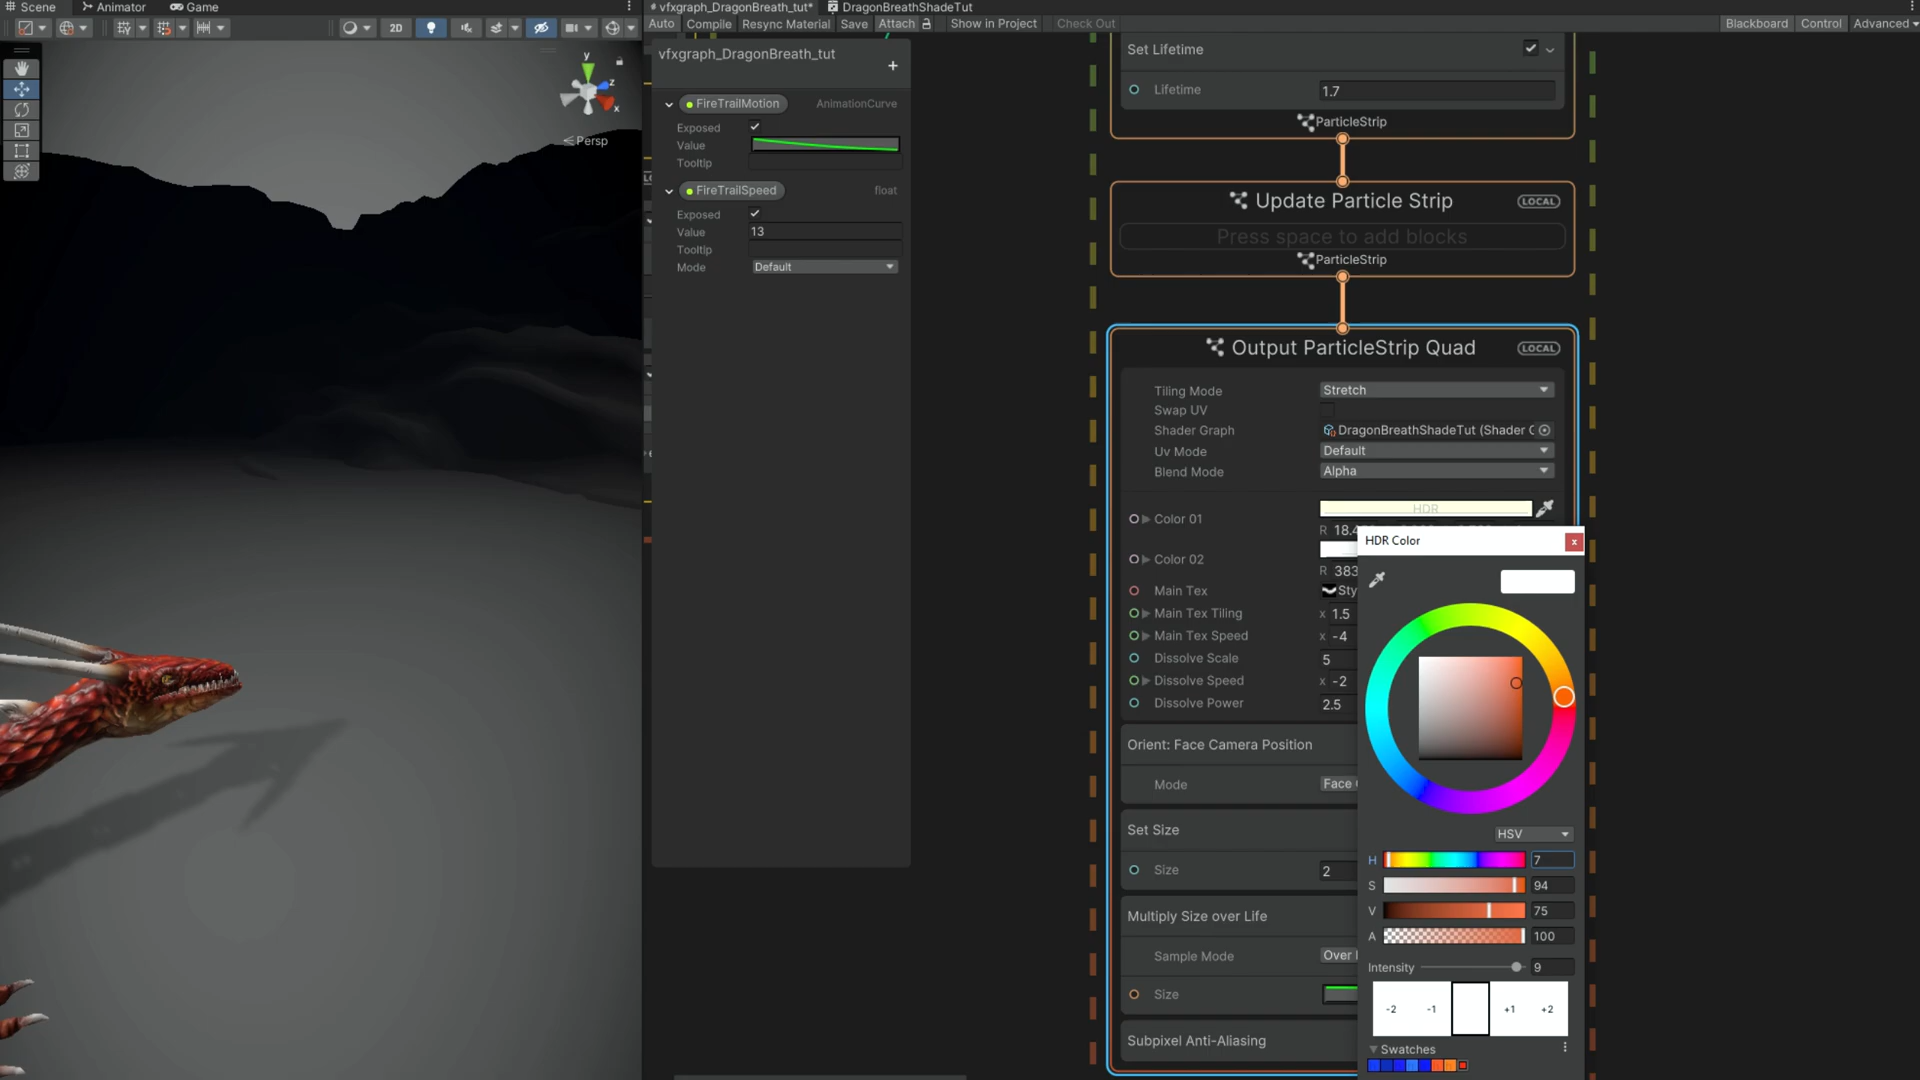 Scene
Animator
Game
vfxgraph_DragonBreath_tut*
DragonBreathShadeTut
2D
Auto
Compile
Resync Material
Save
Attach
Show in Project
Check Out
Blackboard
Control
Advanced
y
z
x
Persp
vfxgraph_DragonBreath_tut
+
FireTrailMotion
AnimationCurve
Exposed
Value
Tooltip
FireTrailSpeed
float
Exposed
Value
13
Tooltip
Mode
Default
Set Lifetime
Lifetime
1.7
ParticleStrip
Update Particle Strip
LOCAL
Press space to add blocks
ParticleStrip
Output ParticleStrip Quad
LOCAL
Tiling Mode
Stretch
Swap UV
Shader Graph
DragonBreathShadeTut (Shader G
Uv Mode
Default
Blend Mode
Alpha
HDR
Color 01
R 18.4
Color 02
R 383
Main Tex
Sty
Main Tex Tiling
x 1.5
Main Tex Speed
x -4
Dissolve Scale
5
Dissolve Speed
x -2
Dissolve Power
2.5
Orient: Face Camera Position
Mode
Face
Set Size
Size
2
Multiply Size over Life
Sample Mode
Over
Size
Subpixel Anti-Aliasing
HDR Color
x
HSV
H
7
S
94
V
75
A
100
Intensity
9
-2
-1
+1
+2
Swatches